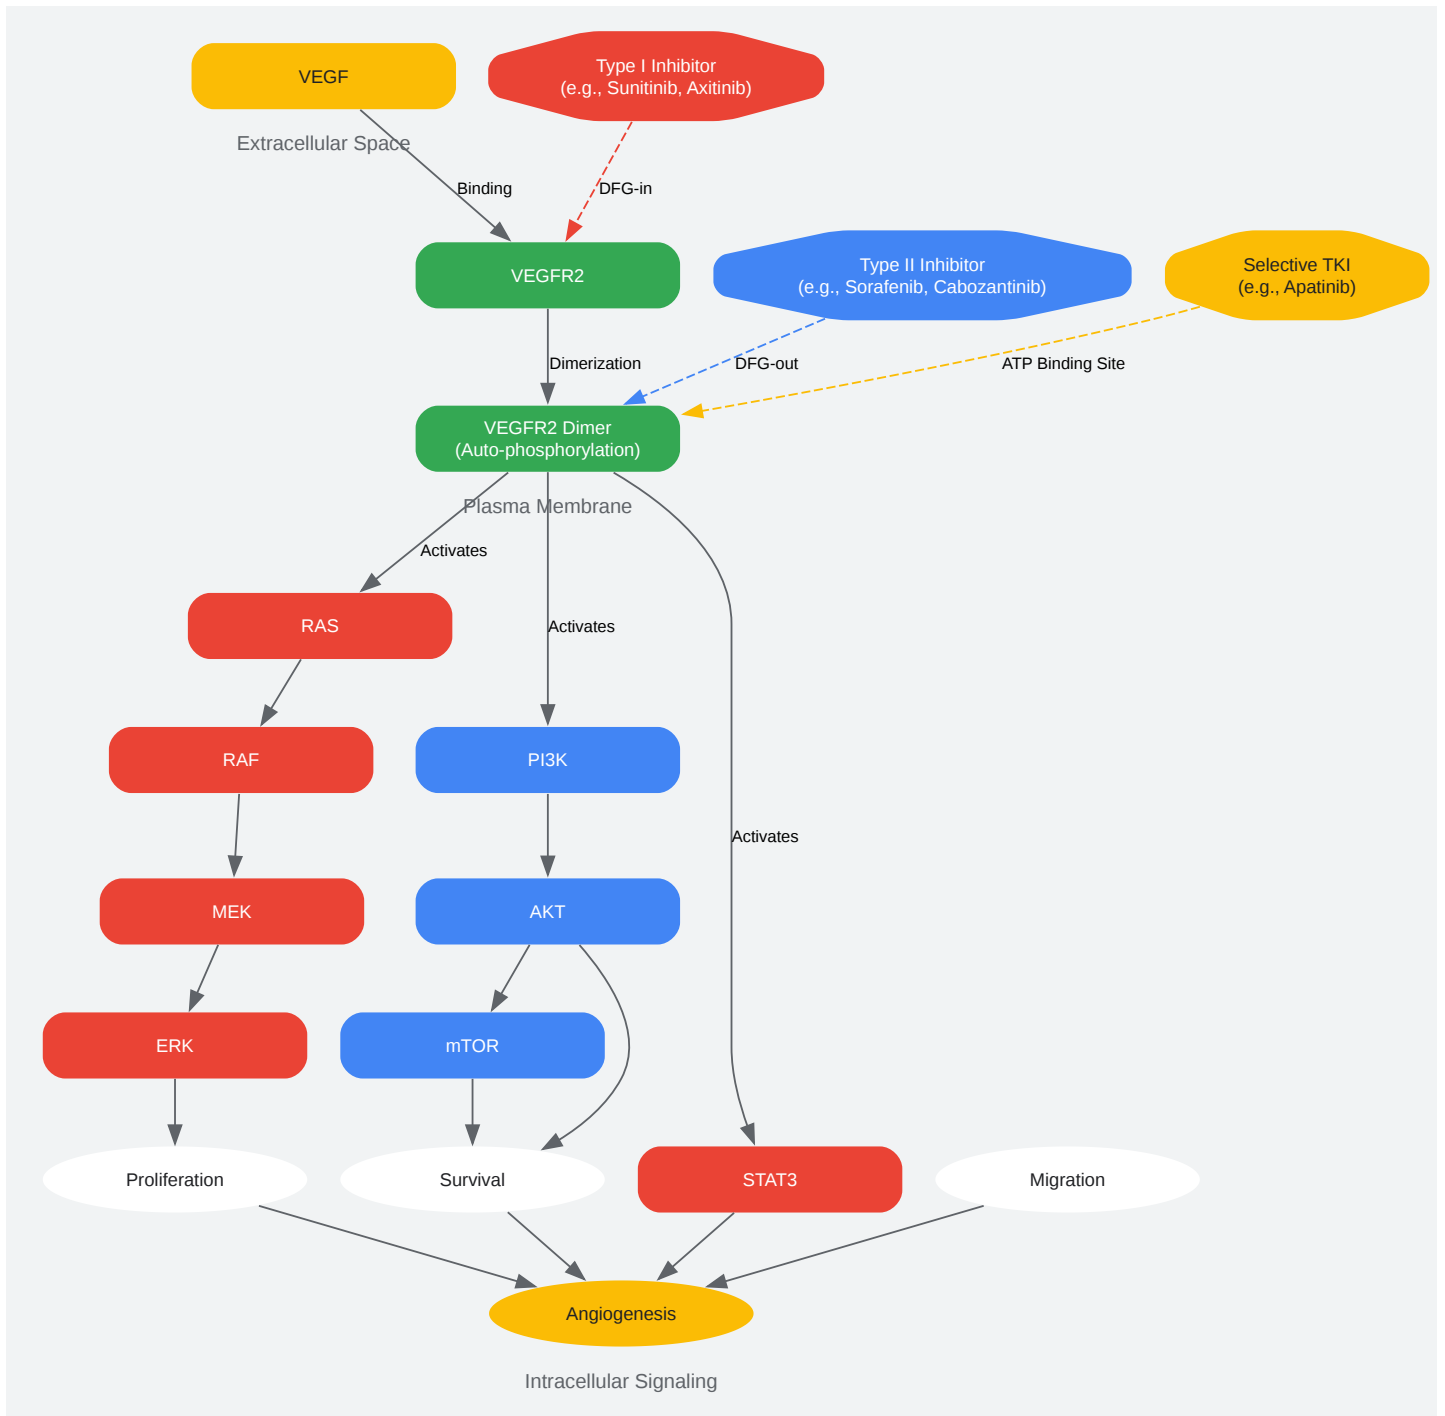 VEGF
Type I Inhibitor
(e.g., Sunitinib, Axitinib)
Extracellular Space
Binding
DFG-in
VEGFR2
Type II Inhibitor
(e.g., Sorafenib, Cabozantinib)
Selective TKI
(e.g., Apatinib)
Dimerization
DFG-out
ATP Binding Site
VEGFR2 Dimer
(Auto-phosphorylation)
Plasma Membrane
Activates
RAS
Activates
RAF
PI3K
Activates
MEK
AKT
ERK
mTOR
Proliferation
Survival
STAT3
Migration
Angiogenesis
Intracellular Signaling